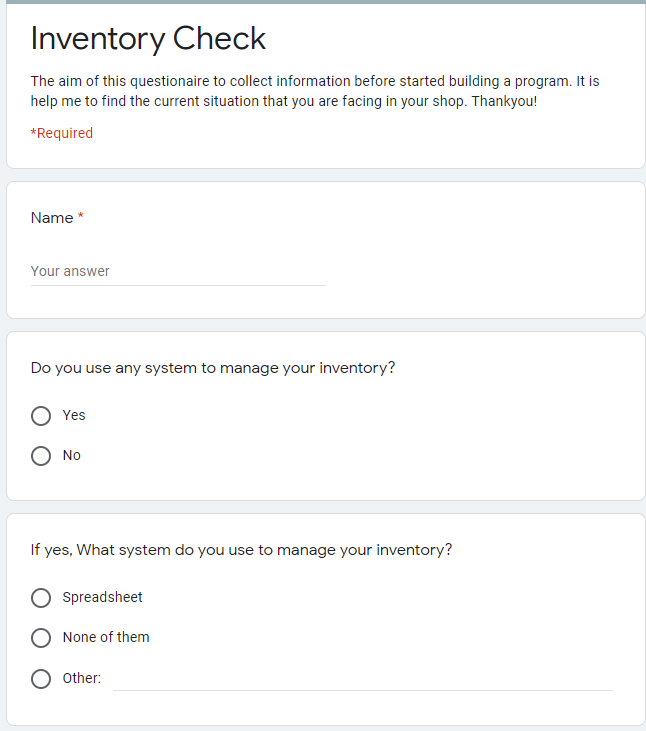 Inventory Check
The aim of this questionaire to collect information before started building a program. It is
help me to find the current situation that you are facing in your shop. Thankyou!
*Required
Name *
Your answer
Do you use any system to manage your inventory?
Yes
No
If yes, What system do you use to manage your inventory?
Spreadsheet
None of them
Other: